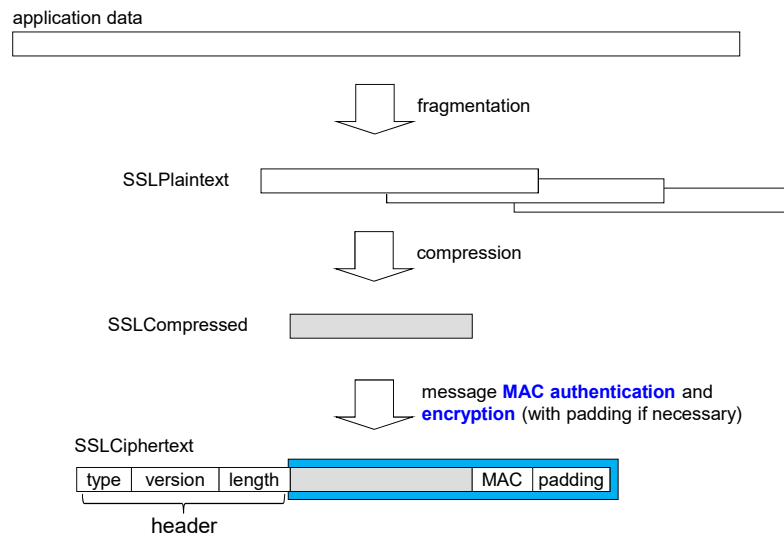 application data
fragmentation
SSLPlaintext
compression
SSLCompressed
message MAC authentication and
encryption (with padding if necessary)
SSLCiphertext
type version length MAC padding
header